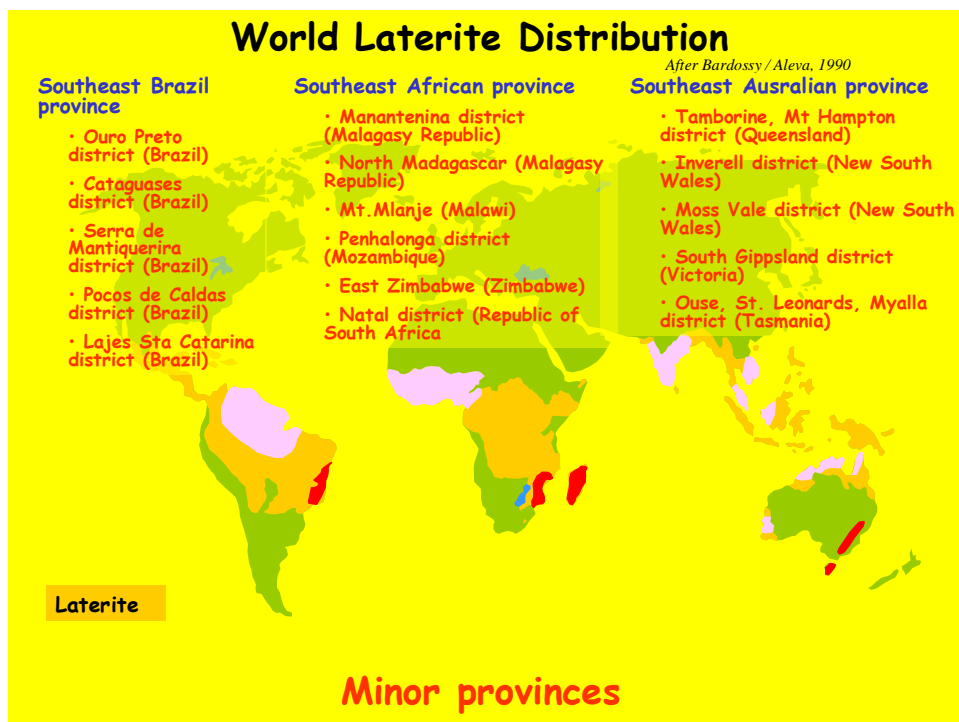 World Laterite Distribution
After Bardossy / Aleva, 1990
Southeast Brazil
province
• Ouro Preto
district (Brazil)
• Cataguases
district (Brazil)
• Serra de
Mantiquerira
district (Brazil)
• Pocos de Caldas
district (Brazil)
• Lajes Sta Catarina
district (Brazil)
Southeast African province
• Manantenina district
(Malagasy Republic)
• North Madagascar (Malagasy
Republic)
• Mt.Mlanje (Malawi)
• Penhalonga district
(Mozambique)
• East Zimbabwe (Zimbabwe)
• Natal district (Republic of
South Africa
Southeast Ausralian province
• Tamborine, Mt Hampton
district (Queensland)
• Inverell district (New South
Wales)
• Moss Vale district (New South
Wales)
• South Gippsland district
(Victoria)
• Ouse, St. Leonards, Myalla
district (Tasmania)
Laterite
Minor provinces